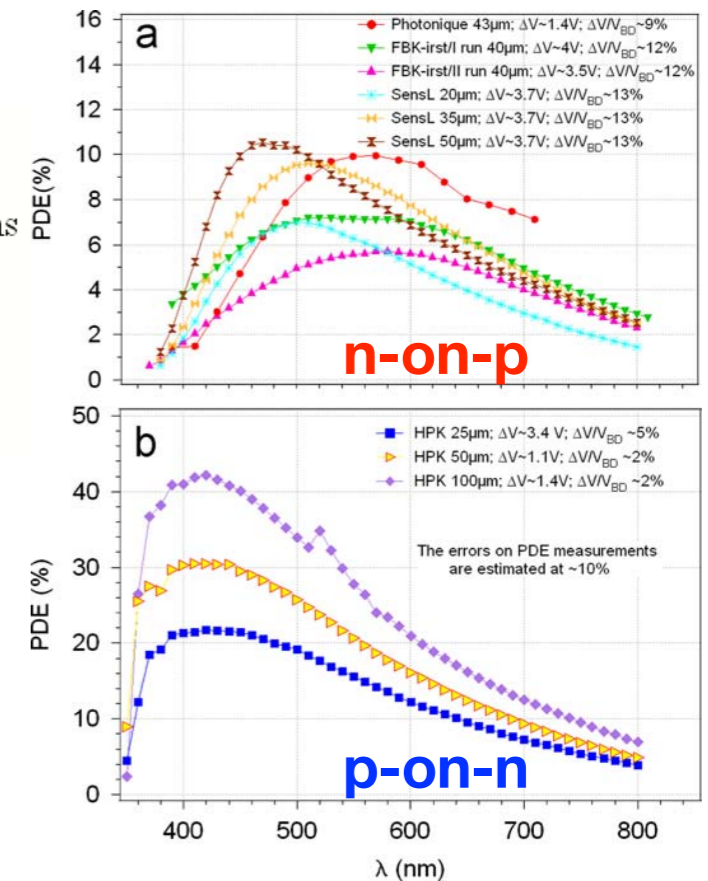 16
14
12
10
8
6
4
2
0
PDE(%)
a
Photonique 43µm; ΔV~1.4V; ΔV/V_BD~9%
FBK-irst/I run 40µm; ΔV~4V; ΔV/V_BD~12%
FBK-irst/II run 40µm; ΔV~3.5V; ΔV/V_BD~12%
SensL 20µm; ΔV~3.7V; ΔV/V_BD~13%
SensL 35µm; ΔV~3.7V; ΔV/V_BD~13%
SensL 50µm; ΔV~3.7V; ΔV/V_BD~13%
n-on-p
50
40
30
20
10
0
PDE (%)
b
HPK 25µm; ΔV~3.4 V; ΔV/V_BD ~5%
HPK 50µm; ΔV~1.1V; ΔV/V_BD ~2%
HPK 100µm; ΔV~1.4V; ΔV/V_BD ~2%
The errors on PDE measurements
are estimated at ~10%
p-on-n
400 500 600 700 800
λ (nm)